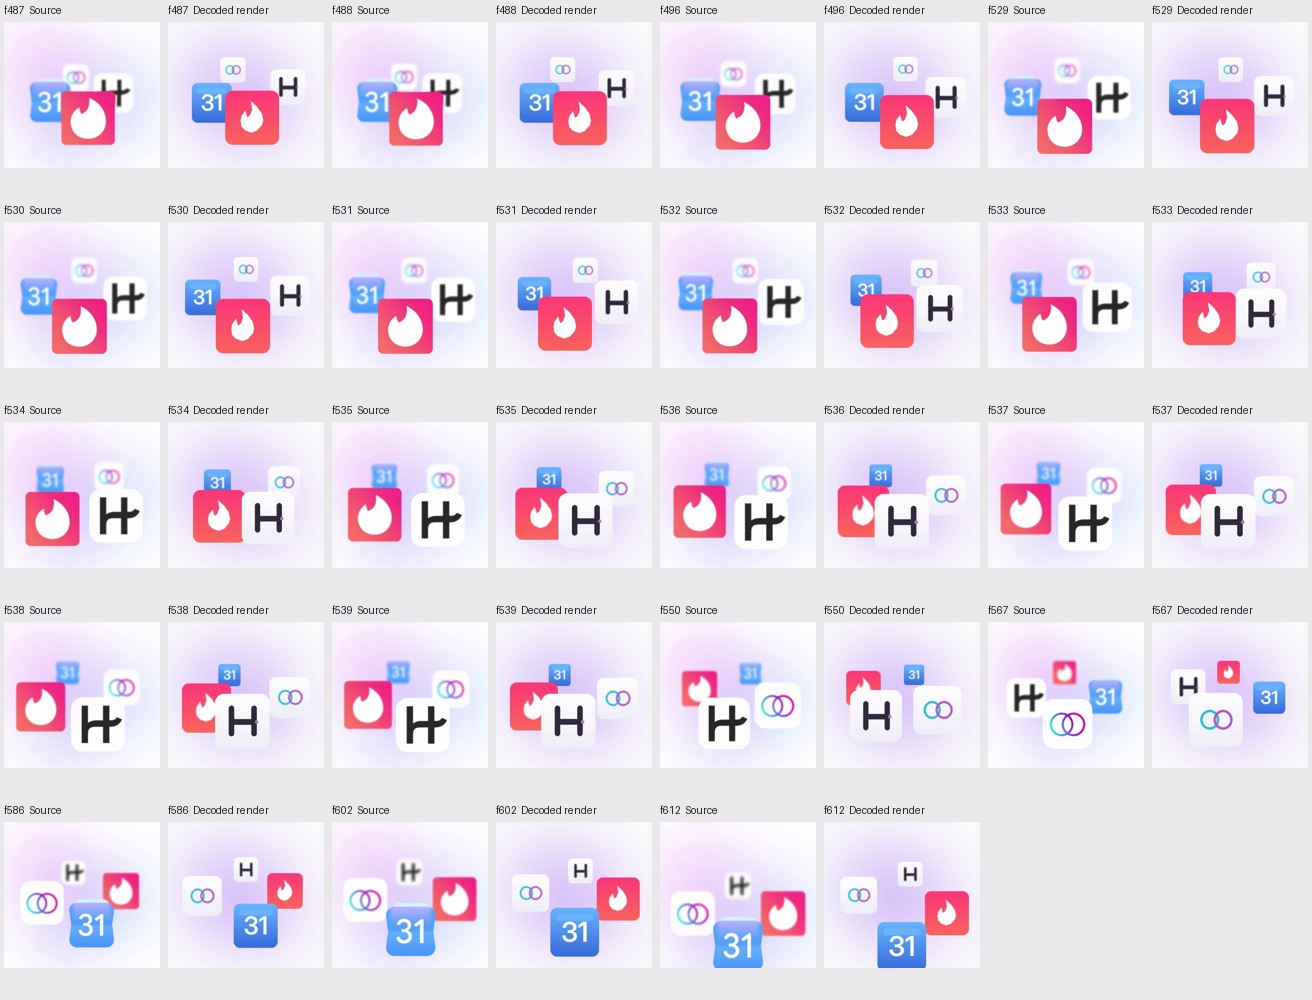 f487 Source
f487 Decoded render
f488 Source
f488 Decoded render
f496 Source
f496 Decoded render
f529 Source
f529 Decoded render
31
31
31
31
31
31
31
31
f530 Source
f530 Decoded render
f531 Source
f531 Decoded render
f532 Source
f532 Decoded render
f533 Source
f533 Decoded render
31
31
31
31
31
31
31
31
f534 Source
f534 Decoded render
f535 Source
f535 Decoded render
f536 Source
f536 Decoded render
f537 Source
f537 Decoded render
31
31
31
31
31
31
31
31
f538 Source
f538 Decoded render
f539 Source
f539 Decoded render
f550 Source
f550 Decoded render
f567 Source
f567 Decoded render
31
31
31
31
31
31
31
31
f586 Source
f586 Decoded render
f602 Source
f602 Decoded render
f612 Source
f612 Decoded render
31
31
31
31
31
31